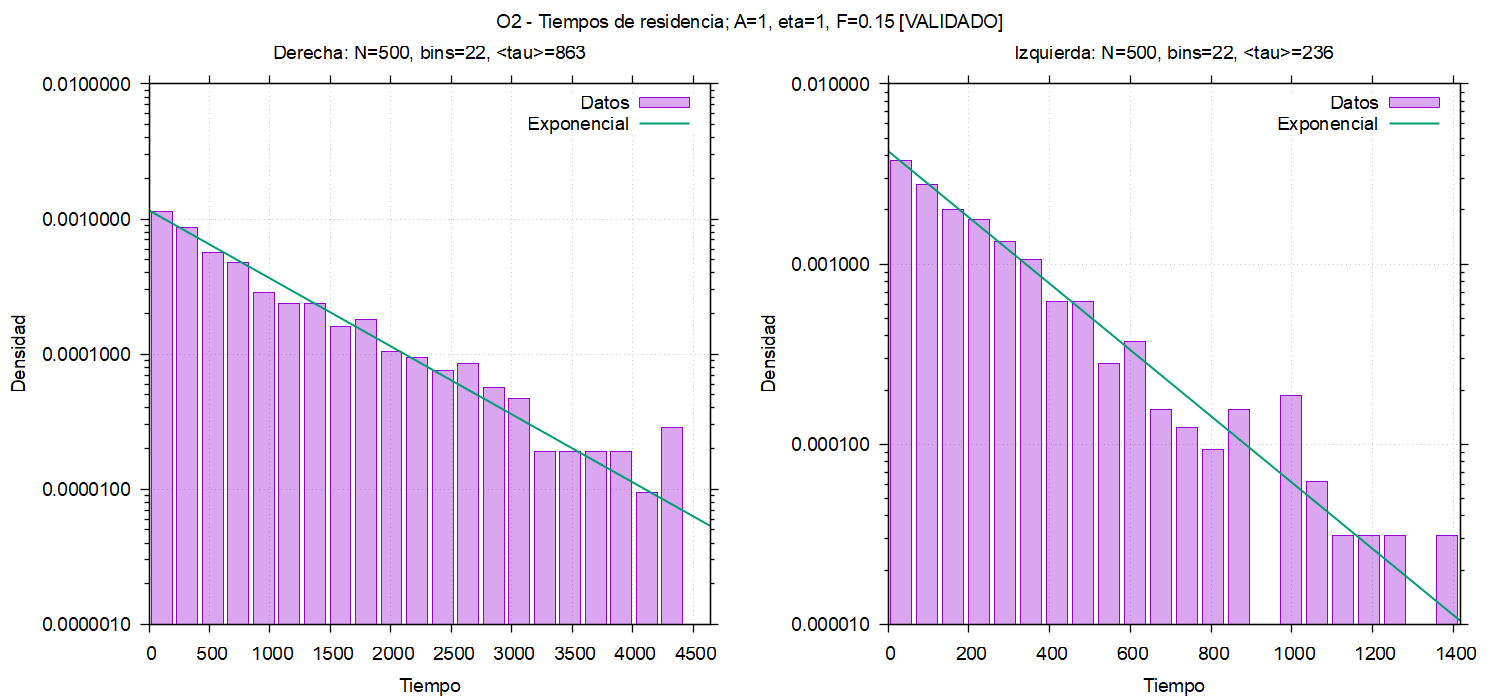 O2 - Tiempos de residencia; A=1, eta=1, F=0.15 [VALIDADO]
Derecha: N=500, bins=22, <tau>=863
0.0100000
0.0010000
0.0001000
0.0000100
0.0000010
Densidad
Datos
Exponencial
0 500 1000 1500 2000 2500 3000 3500 4000 4500
Tiempo
Izquierda: N=500, bins=22, <tau>=236
0.010000
0.001000
0.000100
0.000010
Densidad
Datos
Exponencial
0 200 400 600 800 1000 1200 1400
Tiempo